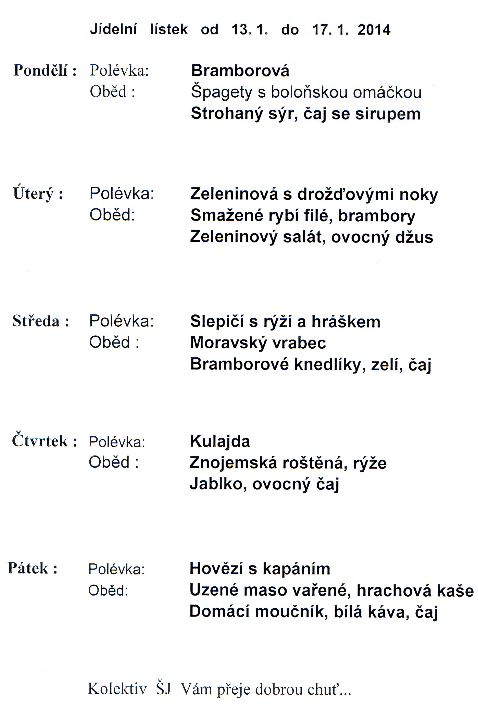 Jídelní lístek od 13. 1. do 17. 1. 2014
Pondělí : Polévka: Bramborová
Oběd : Špagety s boloňskou omáčkou
Strohaný sýr, čaj se sirupem
Úterý : Polévka: Zeleninová s drožďovými noky
Oběd: Smažené rybí filé, brambory
Zeleninový salát, ovocný džus
Středa : Polévka: Slepičí s rýží a hráškem
Oběd : Moravský vrabec
Bramborové knedlíky, zelí, čaj
Čtvrtek : Polévka: Kulajda
Oběd : Znojemská roštěná, rýže
Jablko, ovocný čaj
Pátek : Polévka: Hovězí s kapáním
Oběd: Uzené maso vařené, hrachová kaše
Domácí moučník, bílá káva, čaj
Kolektiv ŠJ Vám přeje dobrou chuť...